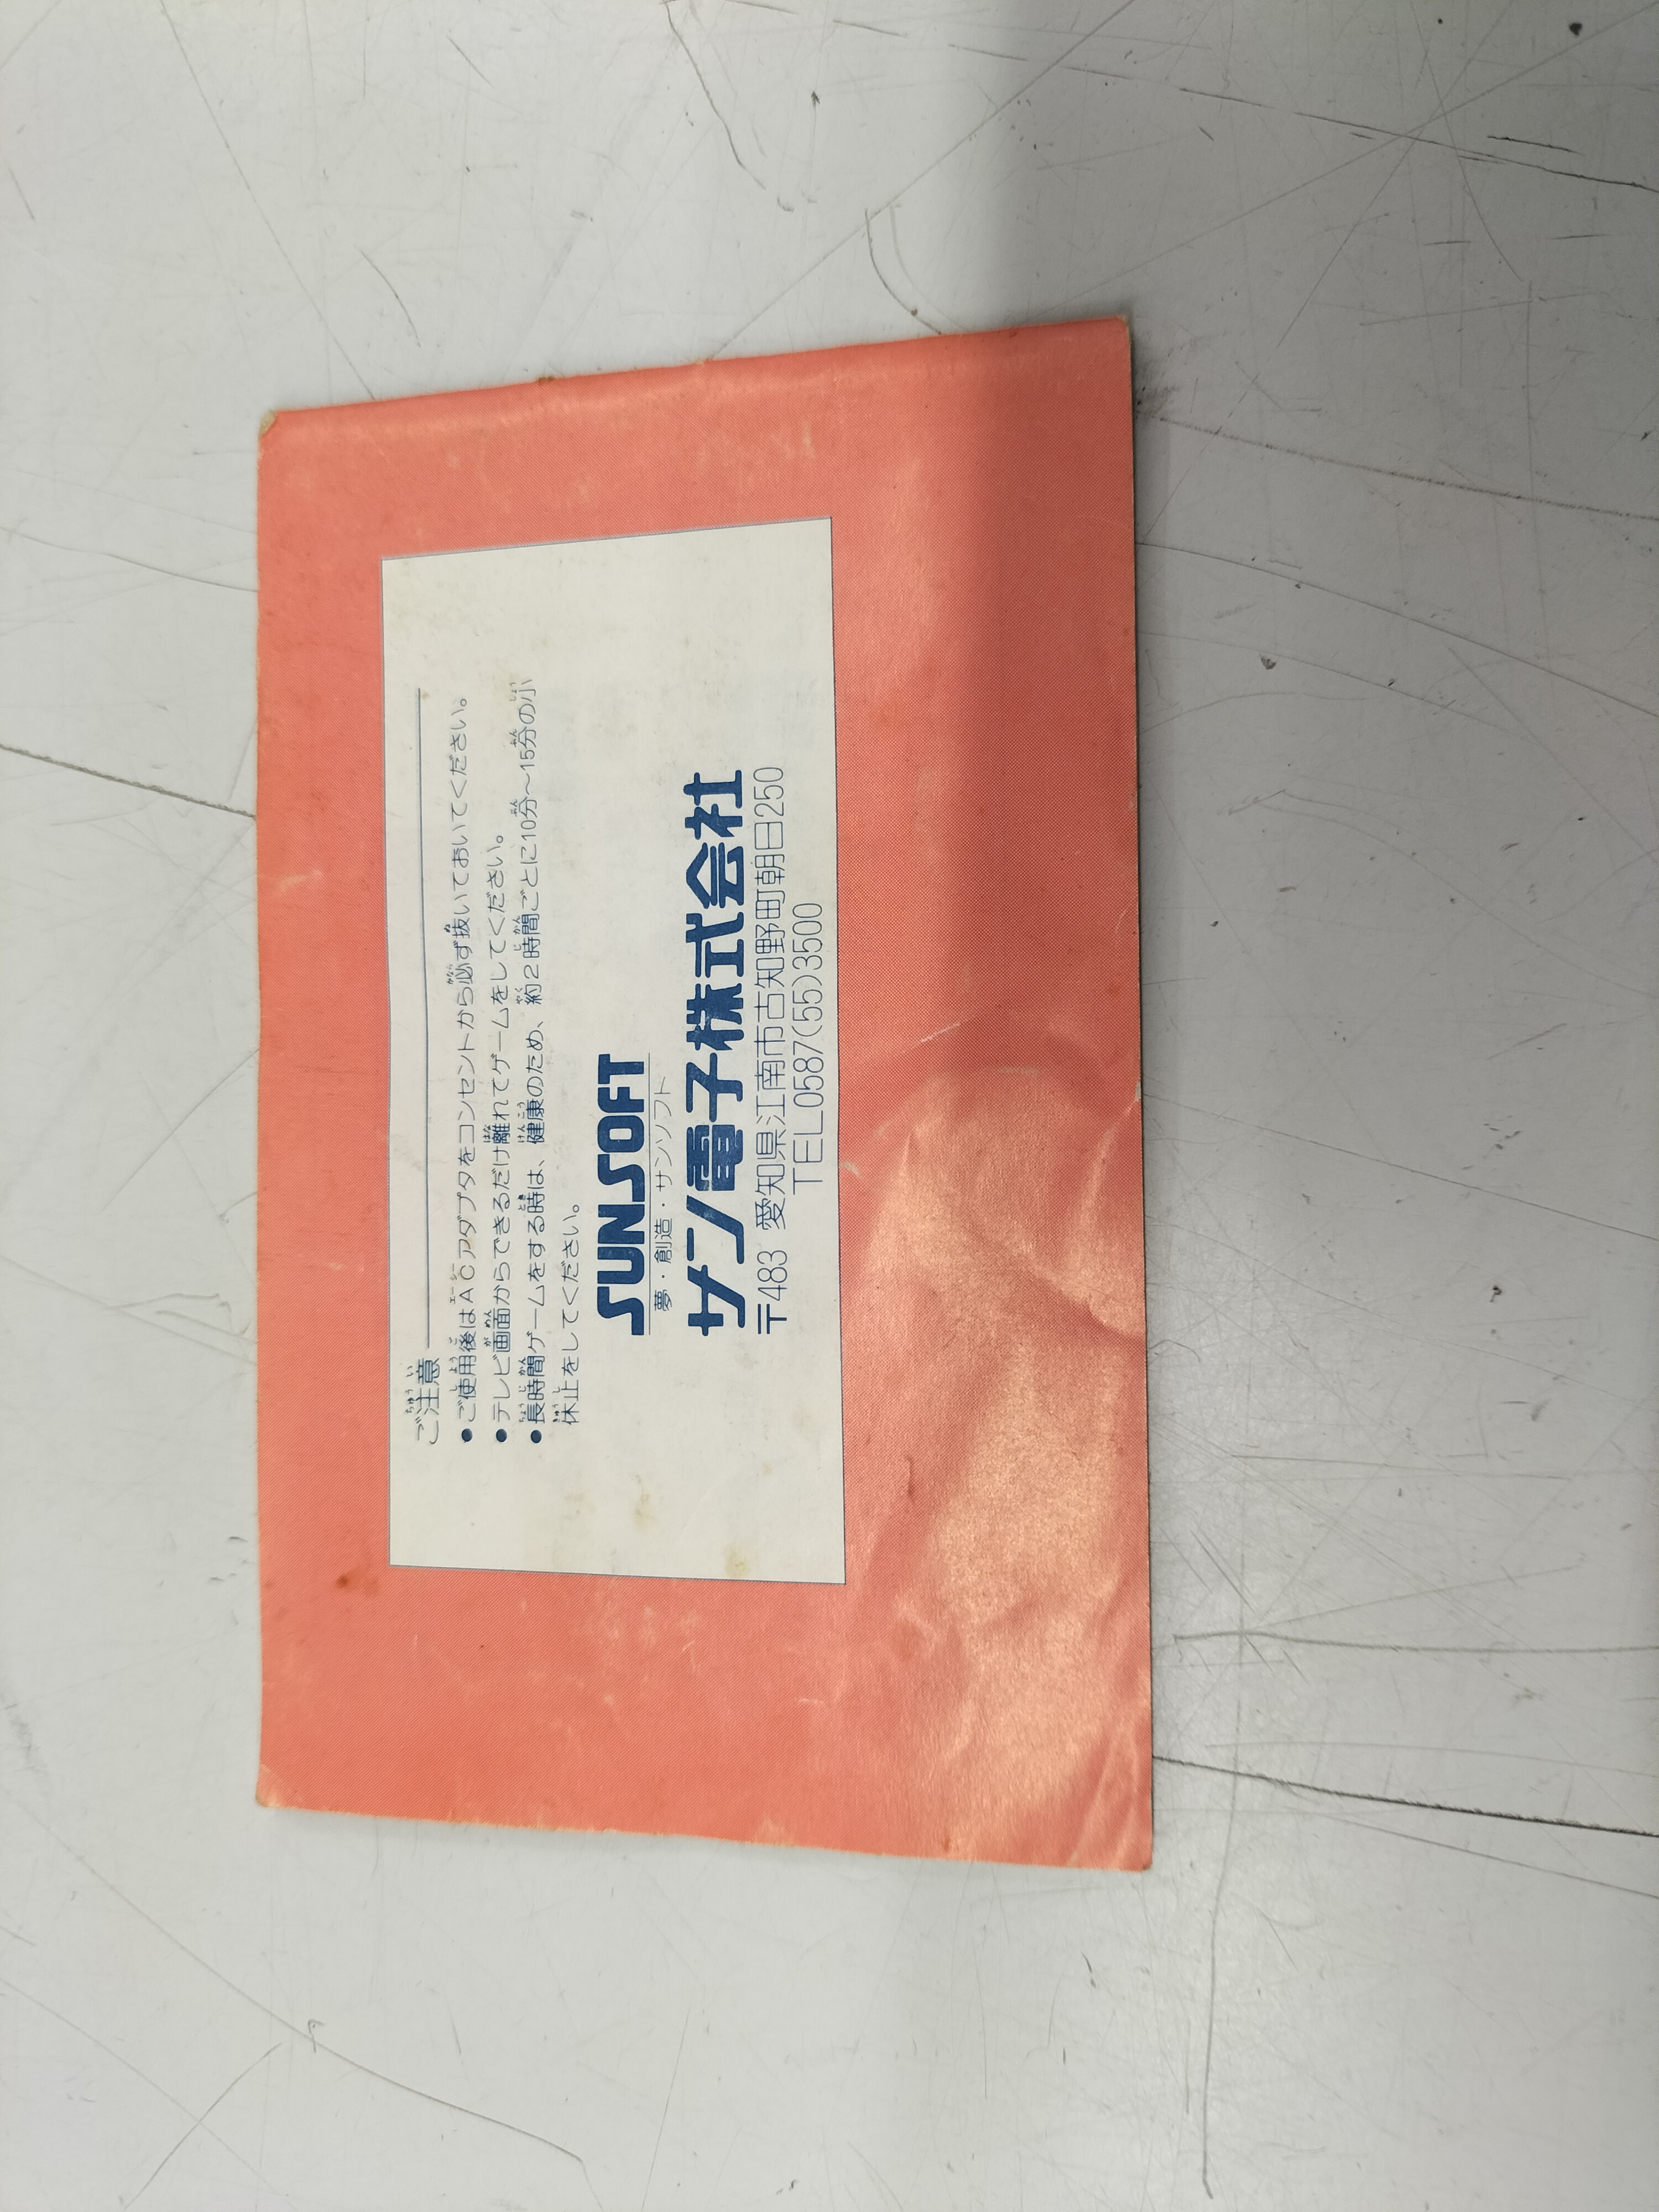 ご注意
●ご使用後はACアダプタをコンセントから必ず抜いておいてください。
●テレビ画面からできるだけ離れてゲームをしてください。
●長時間ゲームをする時は、健康のため、約2時間ごとに10分〜15分の小
休止をしてください。
SUNSOFT
夢・創造・サンソフト
サン電子株式会社
〒483 愛知県江南市古知野町朝日250
TEL0587(55)3500